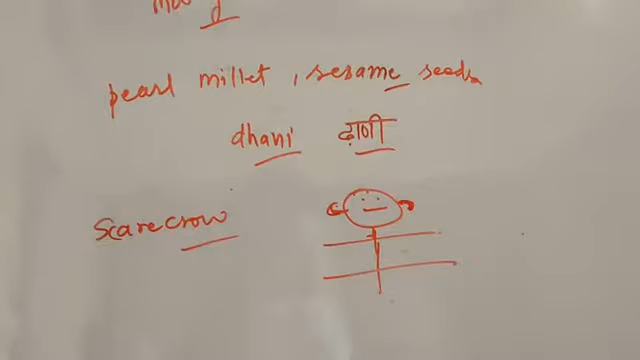 pearl millet , sesame seeds
dhani ढ़ाणी
Scarecrow